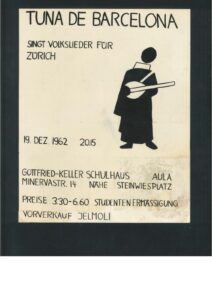 TUNA DE BARCELONA
SINGT VOLKSLIEDER FÜR
ZÜRICH
19. DEZ. 1962 2015
GOTTFRIED-KELLER SCHULHAUS AULA
MINERVASTR. 14 NÄHE STEINWIESPLATZ
PREISE 3.30-6.60 STUDENTENERMÄSSIGUNG
VORVERKAUF JELMOLI